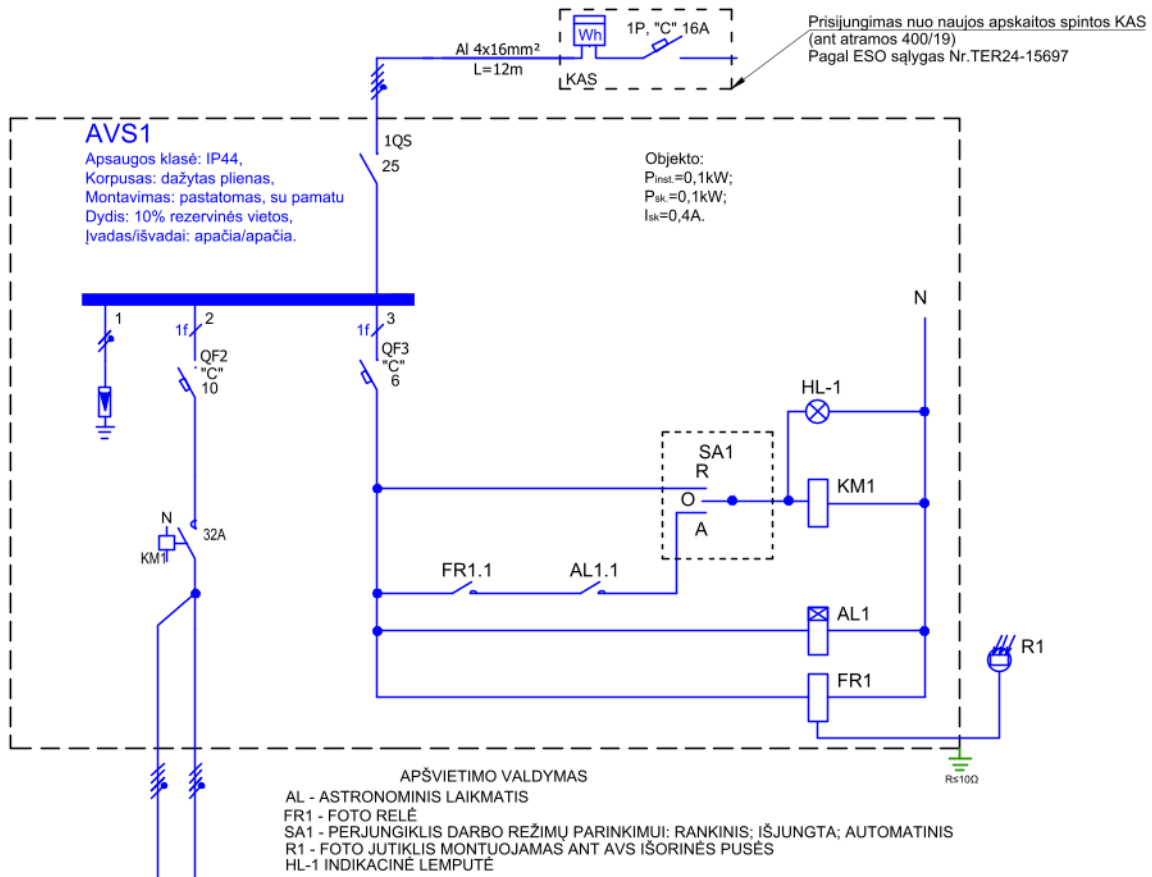 Wh
1P, "C" 16A
Al 4x16mm²
L=12m
KAS
Prisijungimas nuo naujos apskaitos spintos KAS
(ant atramos 400/19)
Pagal ESO sąlygas Nr.TER24-15697
AVS1
Apsaugos klasė: IP44,
Korpusas: dažytas plienas,
Montavimas: pastatomas, su pamatu
Dydis: 10% rezervinės vietos,
Įvadas/išvadai: apačia/apačia.
1QS
25
Objekto:
Pinst.=0,1kW;
Psk.=0,1kW;
Isk=0,4A.
1
1f
2
QF2
"C"
10
1f
3
QF3
"C"
6
N
HL-1
SA1
R
O
A
KM1
N
KM1
32A
FR1.1
AL1.1
AL1
FR1
R1
R≤10Ω
APŠVIETIMO VALDYMAS
AL - ASTRONOMINIS LAIKMATIS
FR1 - FOTO RELĖ
SA1 - PERJUNGIKLIS DARBO REŽIMŲ PARINKIMUI: RANKINIS; IŠJUNGTA; AUTOMATINIS
R1 - FOTO JUTIKLIS MONTUOJAMAS ANT AVS IŠORINĖS PUSĖS
HL-1 INDIKACINĖ LEMPUTĖ